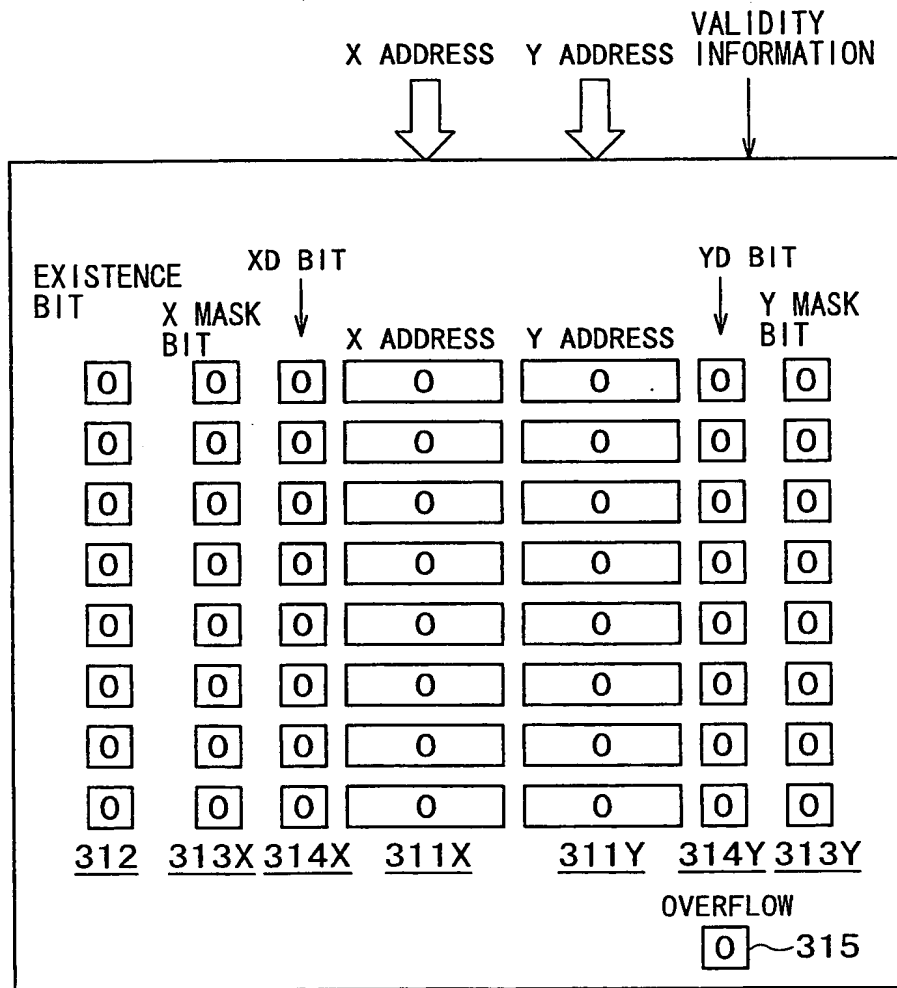 VALIDITY
X ADDRESS Y ADDRESS INFORMATION
XD BIT YD BIT
EXISTENCE
BIT
X MASK
BIT
Y MASK
BIT
X ADDRESS Y ADDRESS
0 0 0 0 0 0 0
0 0 0 0 0 0 0
0 0 0 0 0 0 0
0 0 0 0 0 0 0
0 0 0 0 0 0 0
0 0 0 0 0 0 0
0 0 0 0 0 0 0
0 0 0 0 0 0 0
312 313X 314X 311X 311Y 314Y 313Y
OVERFLOW
0 315